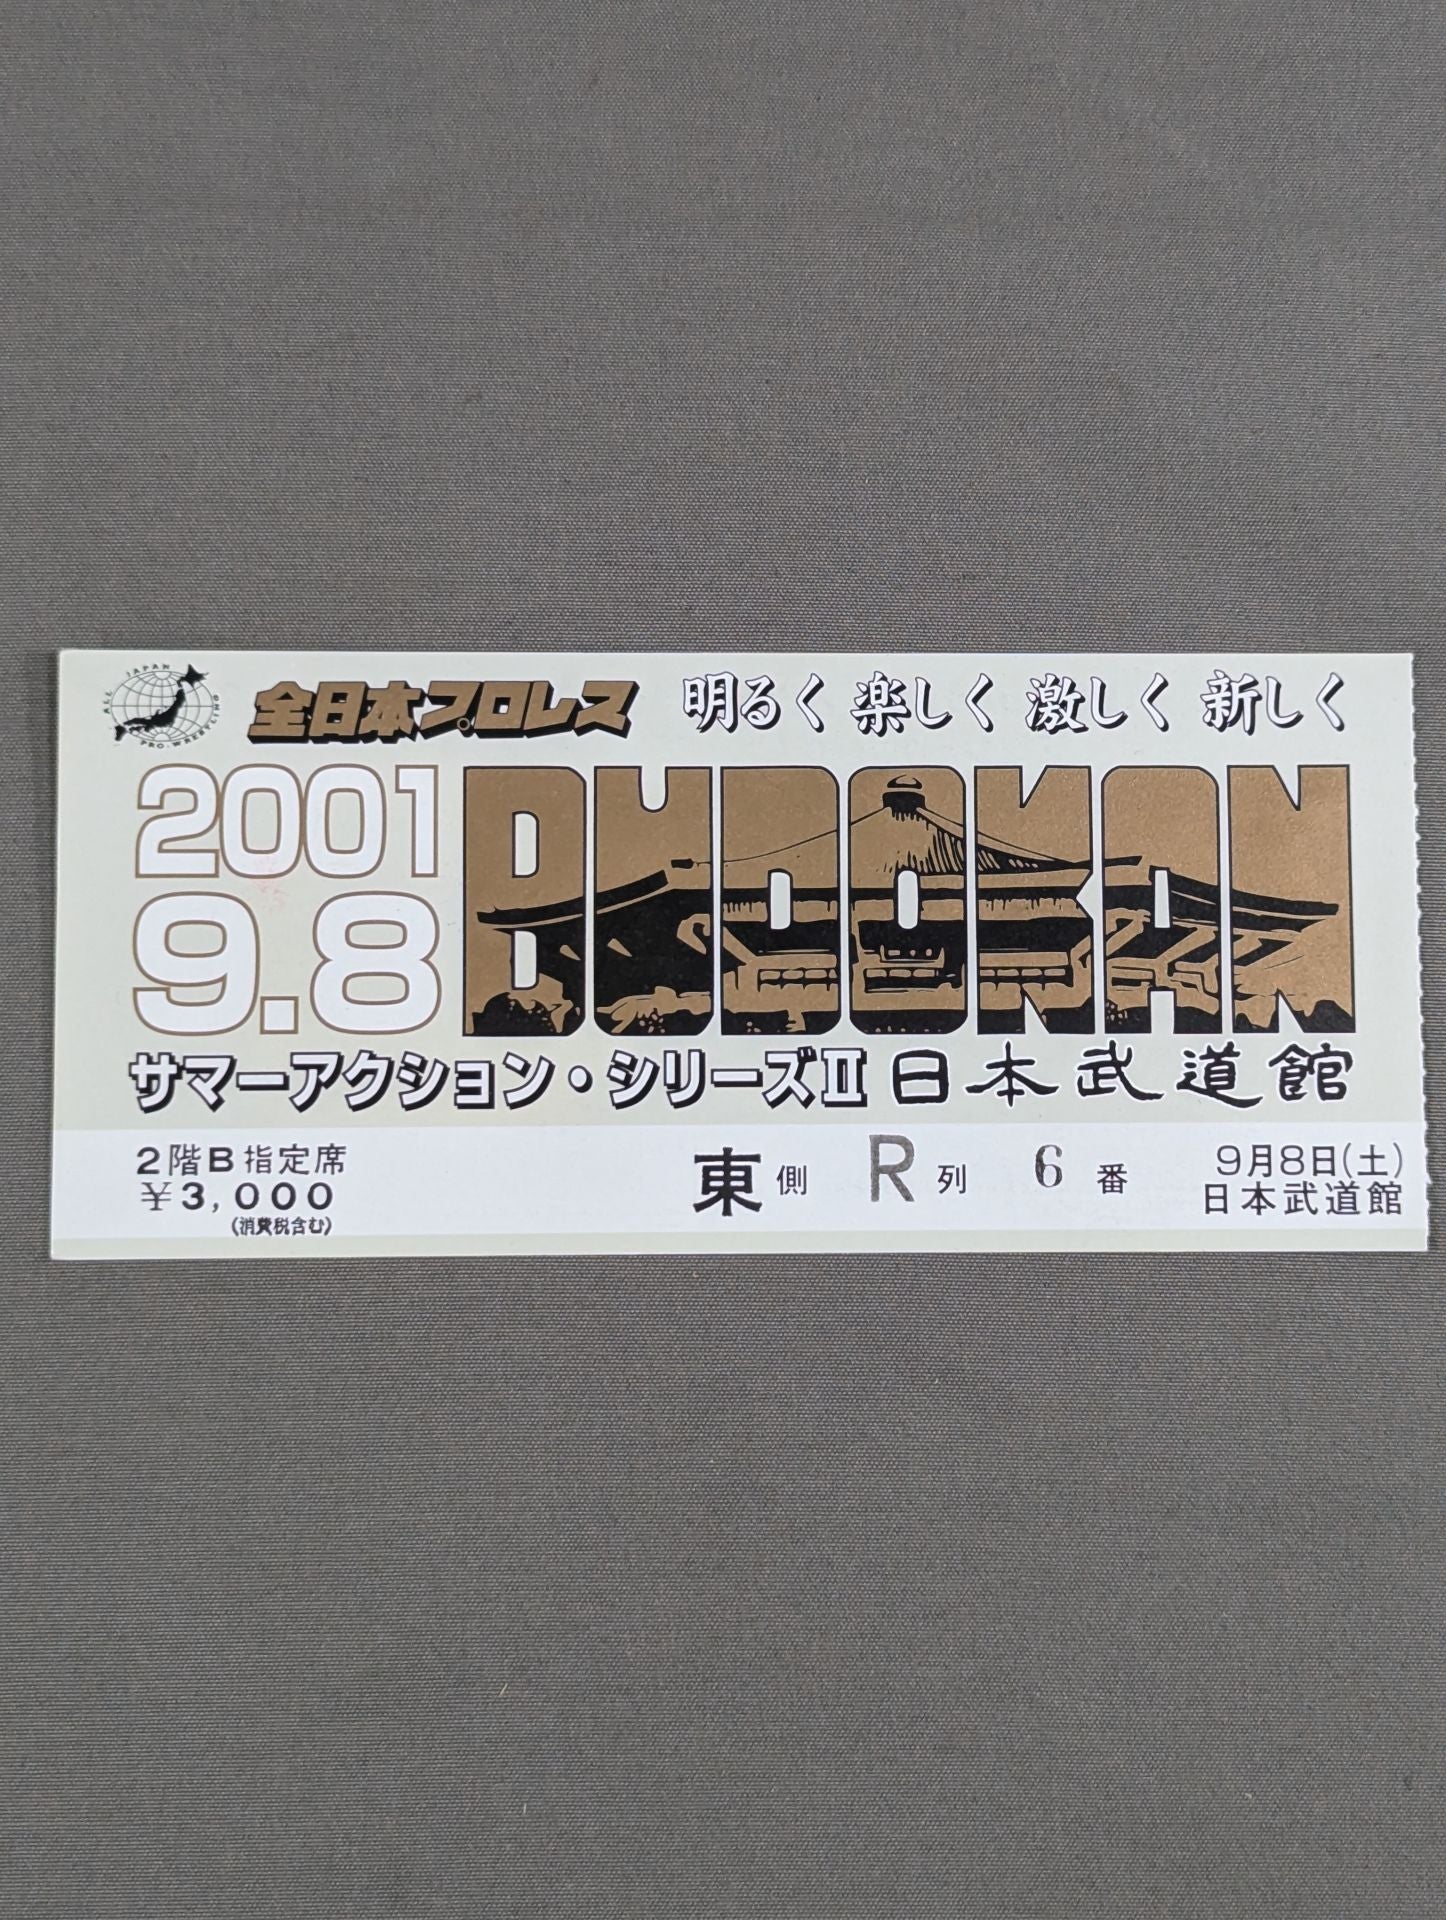 ALL JAPAN PRO-WRESTLING
全日本プロレス 明るく 楽しく 激しく 新しく
2001 BUDOKAN
9.8
サマーアクション・シリーズII 日本武道館
2階B指定席 東側 R列 6番 9月8日(土)
¥3,000 日本武道館
(消費税含む)